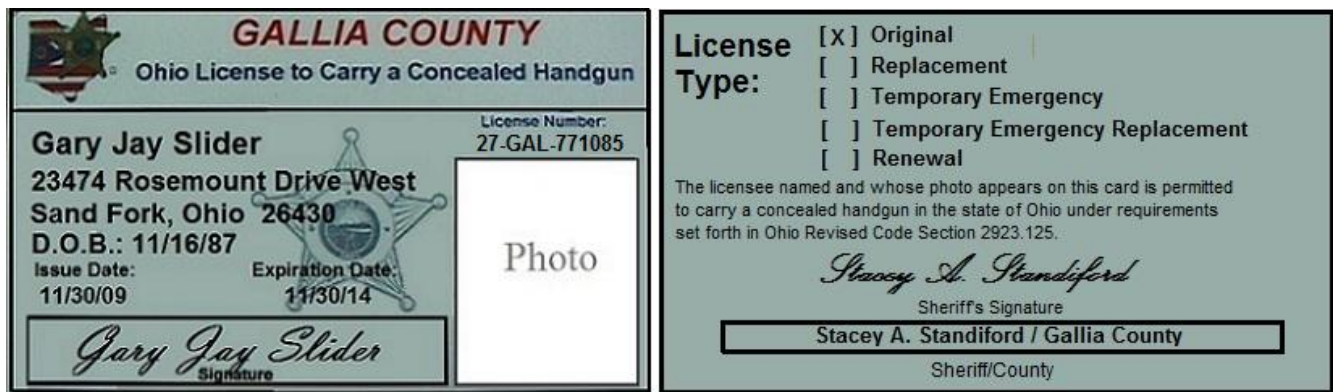 GALLIA COUNTY
Ohio License to Carry a Concealed Handgun
License Number:
27-GAL-771085
Gary Jay Slider
23474 Rosemount Drive West
Sand Fork, Ohio 26430
D.O.B.: 11/16/87
Issue Date: Expiration Date:
11/30/09 11/30/14
Photo
Gary Jay Slider
Signature
License Type:
[X] Original
[ ] Replacement
[ ] Temporary Emergency
[ ] Temporary Emergency Replacement
[ ] Renewal
The licensee named and whose photo appears on this card is permitted
to carry a concealed handgun in the state of Ohio under requirements
set forth in Ohio Revised Code Section 2923.125.
Stacey A. Standiford
Sheriff's Signature
Stacey A. Standiford / Gallia County
Sheriff/County